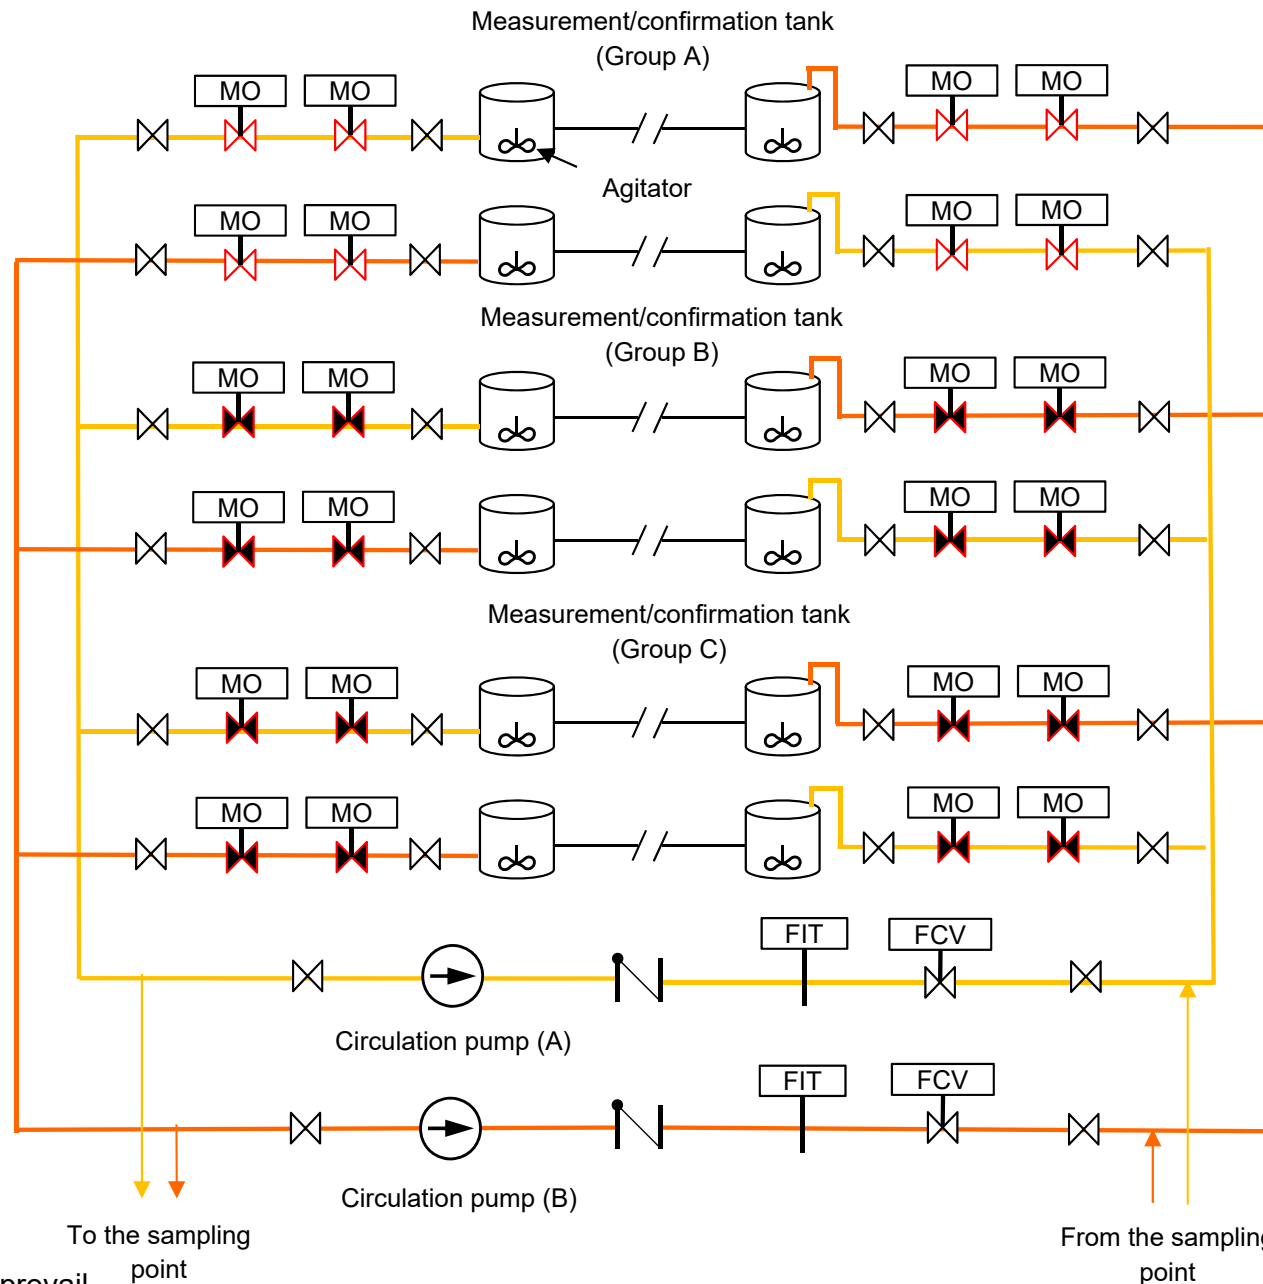 Measurement/confirmation tank
(Group A)
MO MO MO MO
Agitator
MO MO MO MO
Measurement/confirmation tank
(Group B)
MO MO MO MO
MO MO MO MO
Measurement/confirmation tank
(Group C)
MO MO MO MO
MO MO MO MO
FIT FCV
Circulation pump (A)
FIT FCV
Circulation pump (B)
To the sampling
point
From the sampling
point
prevail